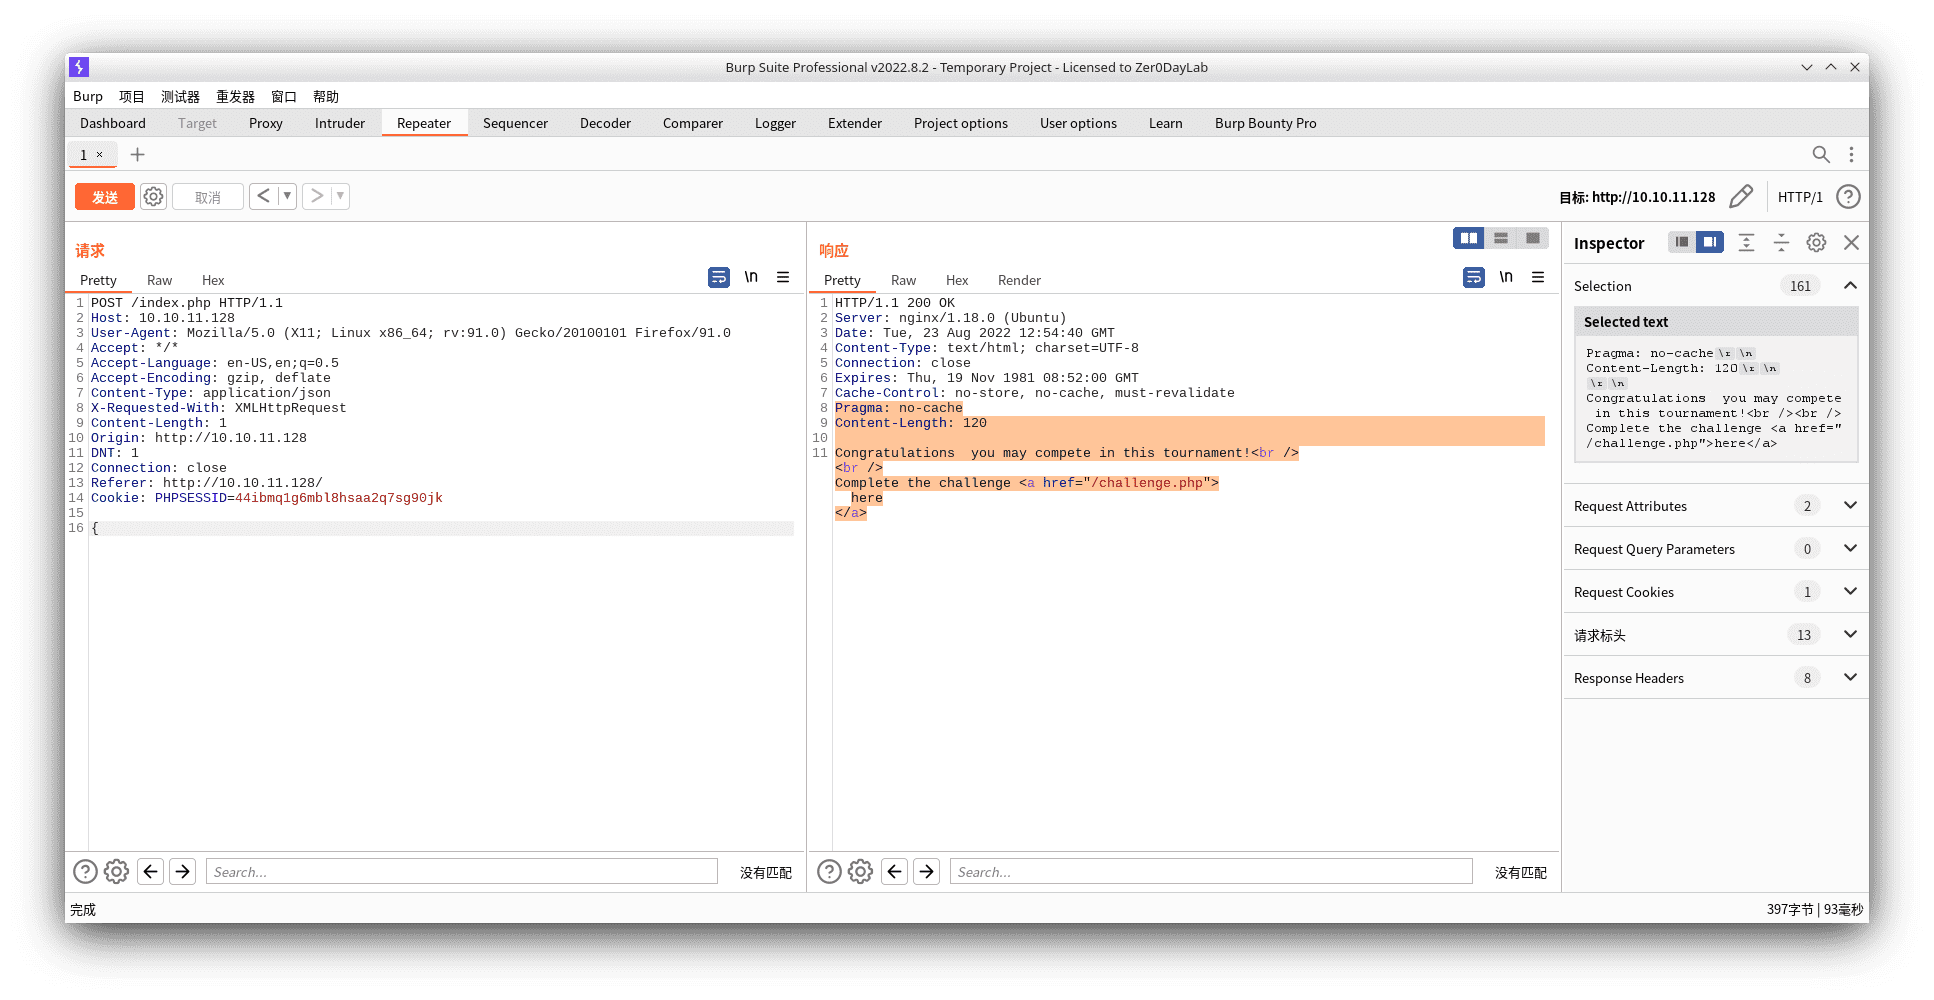 Burp Suite Professional v2022.8.2 - Temporary Project - Licensed to Zer0DayLab
Burp 项目 测试器 重发器 窗口 帮助
Dashboard Target Proxy Intruder Repeater Sequencer Decoder Comparer Logger Extender Project options User options Learn Burp Bounty Pro
1 ×
发送 取消 < > 目标: http://10.10.11.128 HTTP/1
请求
Pretty Raw Hex \n
1 POST /index.php HTTP/1.1
2 Host: 10.10.11.128
3 User-Agent: Mozilla/5.0 (X11; Linux x86_64; rv:91.0) Gecko/20100101 Firefox/91.0
4 Accept: */*
5 Accept-Language: en-US,en;q=0.5
6 Accept-Encoding: gzip, deflate
7 Content-Type: application/json
8 X-Requested-With: XMLHttpRequest
9 Content-Length: 1
10 Origin: http://10.10.11.128
11 DNT: 1
12 Connection: close
13 Referer: http://10.10.11.128/
14 Cookie: PHPSESSID=44ibmq1g6mbl8hsaa2q7sg90jk
15
16 {
Search... 没有匹配
响应
Pretty Raw Hex Render \n
1 HTTP/1.1 200 OK
2 Server: nginx/1.18.0 (Ubuntu)
3 Date: Tue, 23 Aug 2022 12:54:40 GMT
4 Content-Type: text/html; charset=UTF-8
5 Connection: close
6 Expires: Thu, 19 Nov 1981 08:52:00 GMT
7 Cache-Control: no-store, no-cache, must-revalidate
8 Pragma: no-cache
9 Content-Length: 120
10
11 Congratulations  you may compete in this tournament!<br />
<br />
Complete the challenge <a href="/challenge.php">
here
</a>
Search... 没有匹配
Inspector
Selection 161
Selected text
Pragma: no-cache \r \n
Content-Length: 120 \r \n
\r \n
Congratulations  you may compete
in this tournament!<br /><br />
Complete the challenge <a href="
/challenge.php">here</a>
Request Attributes 2
Request Query Parameters 0
Request Cookies 1
请求标头 13
Response Headers 8
完成 397字节 | 93毫秒